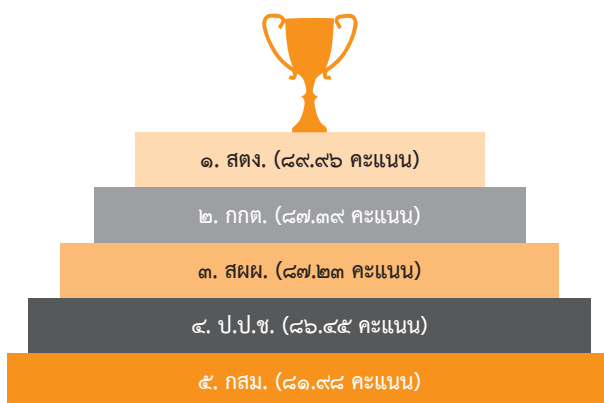 ๑. สตง. (๘๙.๙๖ คะแนน)
๒. กกต. (๘๗.๓๙ คะแนน)
๓. สผผ. (๘๗.๒๓ คะแนน)
๔. ป.ป.ช. (๘๖.๔๕ คะแนน)
๕. กสม. (๘๑.๙๘ คะแนน)